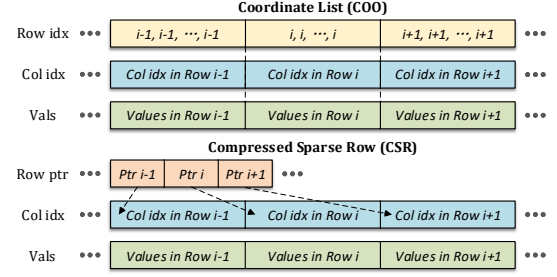 Coordinate List (COO)
Row idx ••• i-1, i-1, ⋯, i-1 i, i, ⋯, i i+1, i+1, ⋯, i+1 •••
Col idx ••• Col idx in Row i-1 Col idx in Row i Col idx in Row i+1 •••
Vals ••• Values in Row i-1 Values in Row i Values in Row i+1 •••
Compressed Sparse Row (CSR)
Row ptr ••• Ptr i-1 Ptr i Ptr i+1 •••
Col idx ••• Col idx in Row i-1 Col idx in Row i Col idx in Row i+1 •••
Vals ••• Values in Row i-1 Values in Row i Values in Row i+1 •••